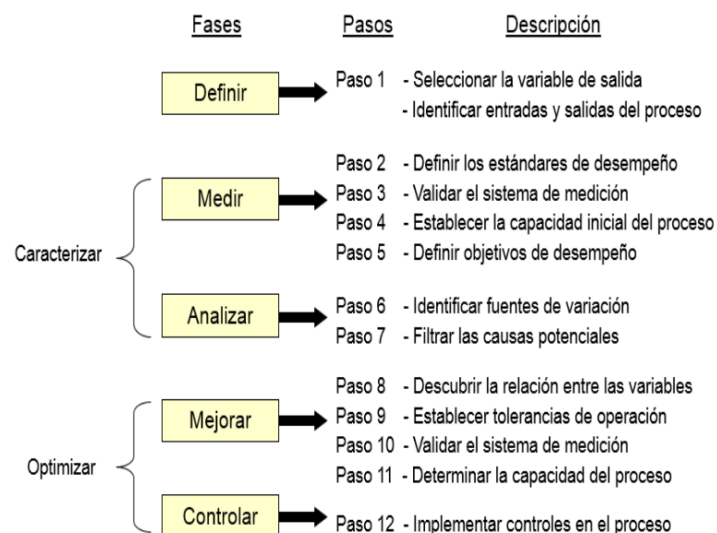 Fases Pasos Descripción
Definir
Paso 1 - Seleccionar la variable de salida
- Identificar entradas y salidas del proceso
Caracterizar
Medir
Paso 2 - Definir los estándares de desempeño
Paso 3 - Validar el sistema de medición
Paso 4 - Establecer la capacidad inicial del proceso
Paso 5 - Definir objetivos de desempeño
Analizar
Paso 6 - Identificar fuentes de variación
Paso 7 - Filtrar las causas potenciales
Optimizar
Mejorar
Paso 8 - Descubrir la relación entre las variables
Paso 9 - Establecer tolerancias de operación
Paso 10 - Validar el sistema de medición
Paso 11 - Determinar la capacidad del proceso
Controlar
Paso 12 - Implementar controles en el proceso